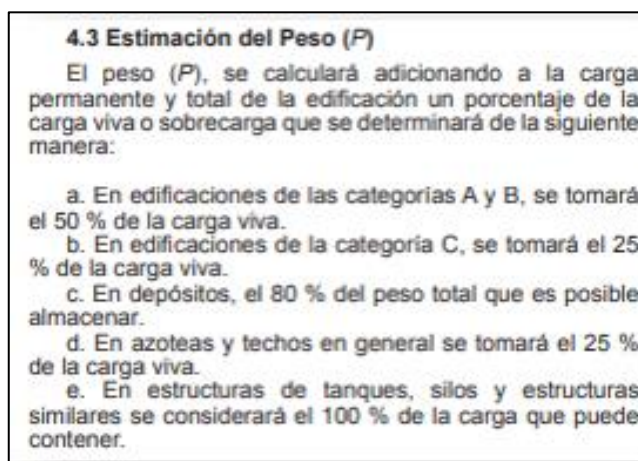 4.3 Estimación del Peso (P)
El peso (P), se calculará adicionando a la carga
permanente y total de la edificación un porcentaje de la
carga viva o sobrecarga que se determinará de la siguiente
manera:
a. En edificaciones de las categorías A y B, se tomará
el 50 % de la carga viva.
b. En edificaciones de la categoría C, se tomará el 25
% de la carga viva.
c. En depósitos, el 80 % del peso total que es posible
almacenar.
d. En azoteas y techos en general se tomará el 25 %
de la carga viva.
e. En estructuras de tanques, silos y estructuras
similares se considerará el 100 % de la carga que puede
contener.